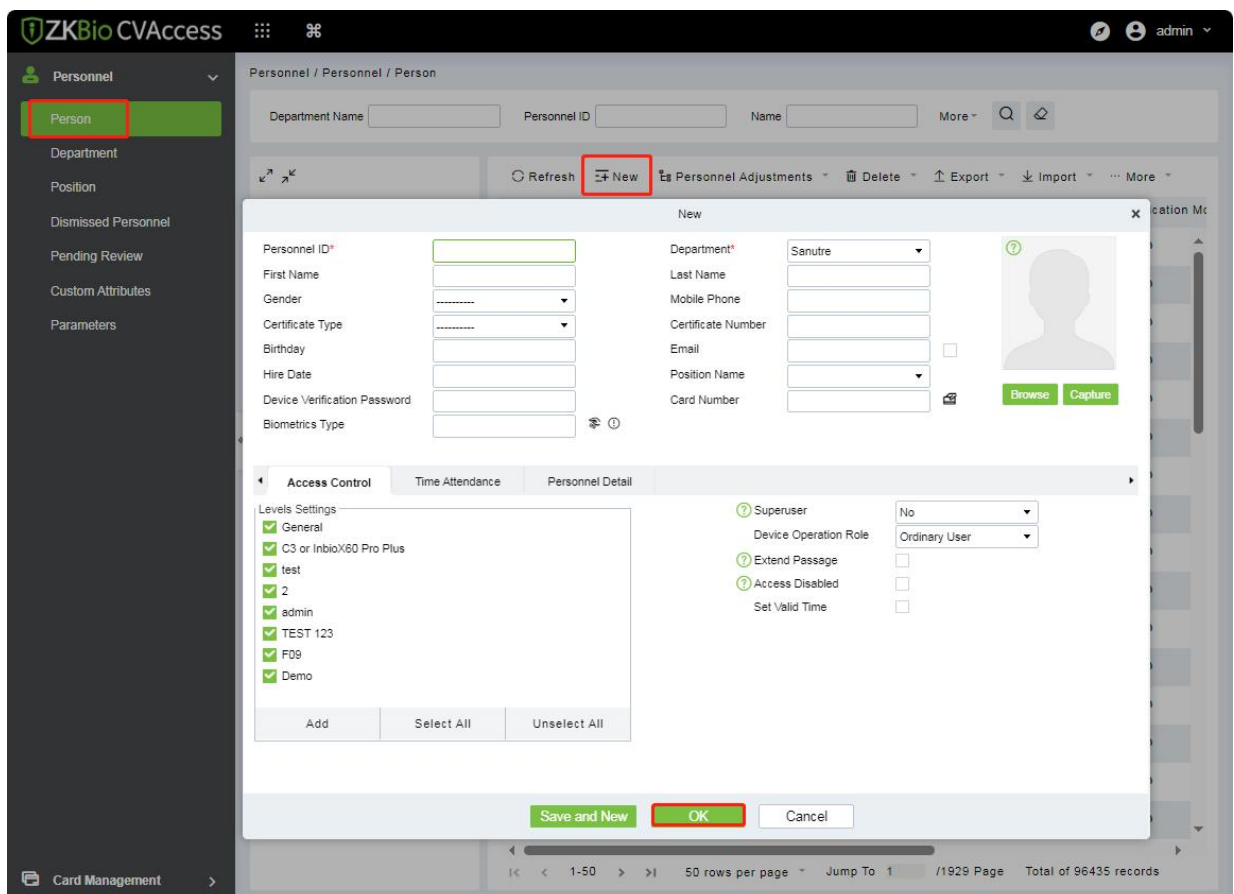 ZKBio CVAccess admin
Personnel
Personnel / Personnel / Person
Person
Department Name Personnel ID Name More
Department
Position
Refresh New Personnel Adjustments Delete Export Import ··· More
Dismissed Personnel
Pending Review
Custom Attributes
Parameters
New
cation Mo
Personnel ID* Department* Sanutre
First Name Last Name
Gender ---------- Mobile Phone
Certificate Type ---------- Certificate Number
Birthday Email
Hire Date Position Name
Device Verification Password Card Number
Browse Capture
Biometrics Type
Access Control Time Attendance Personnel Detail
Levels Settings
General
C3 or InbioX60 Pro Plus
test
2
admin
TEST 123
F09
Demo
Add Select All Unselect All
? Superuser No
Device Operation Role Ordinary User
? Extend Passage
? Access Disabled
Set Valid Time
Save and New OK Cancel
Card Management >
|< < 1-50 > >| 50 rows per page Jump To 1 /1929 Page Total of 96435 records